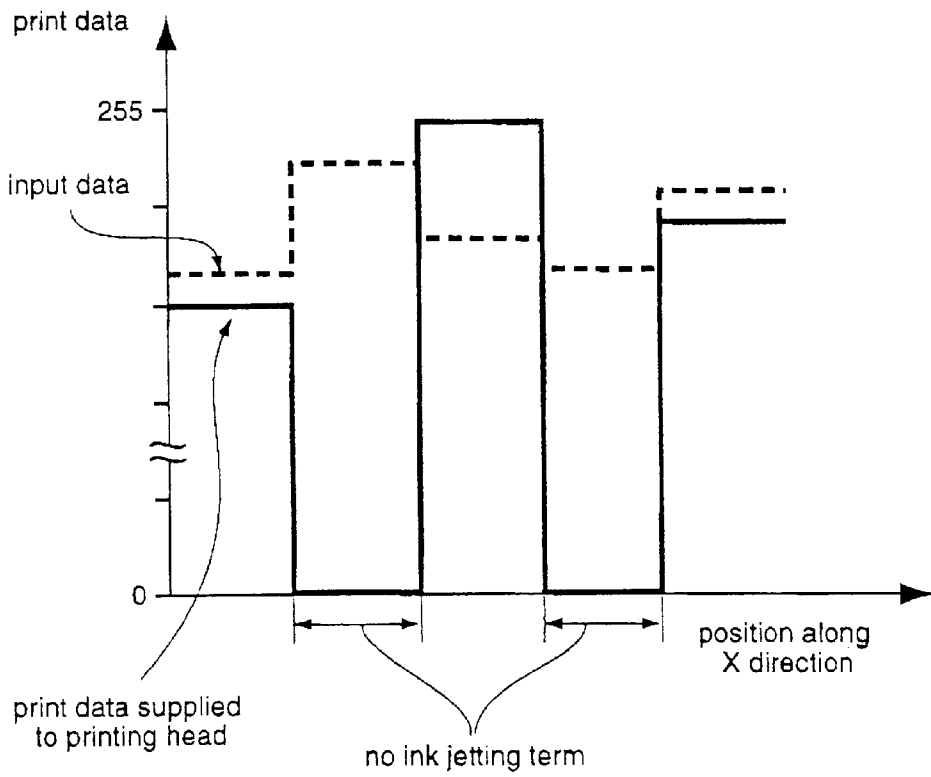 print data
255
input data
0
position along
X direction
print data supplied
to printing head
no ink jetting term